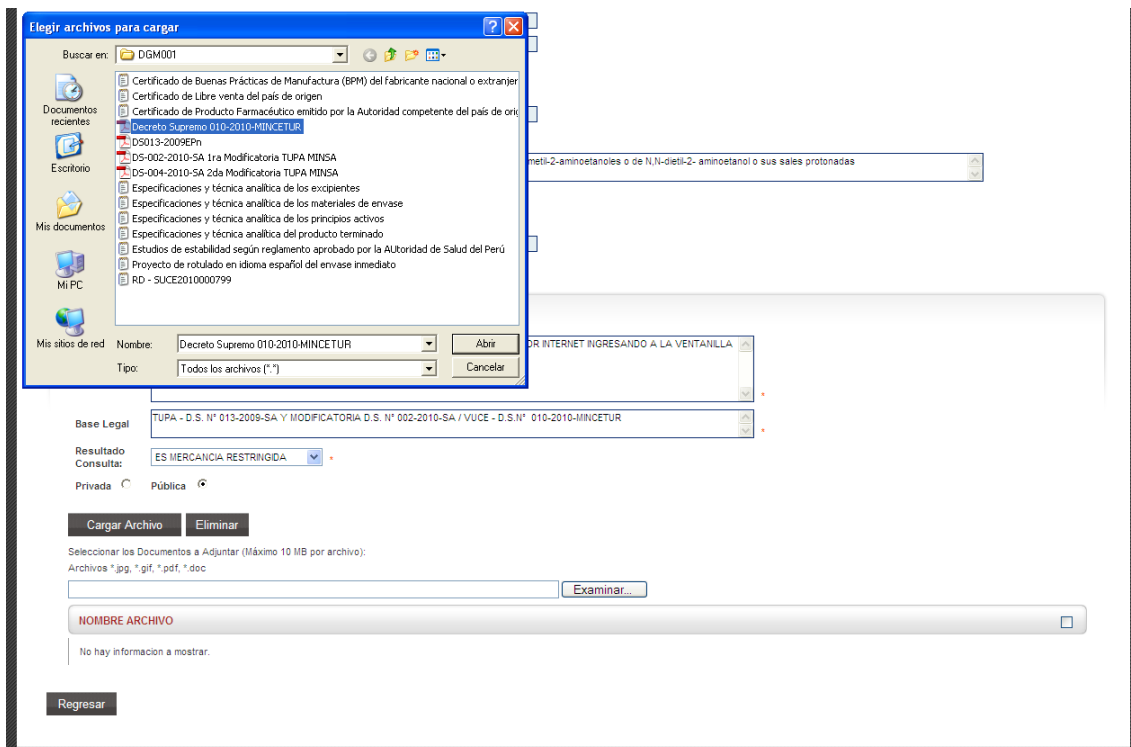 Elegir archivos para cargar
Buscar en: DGM001
Documentos recientes
Escritorio
Mis documentos
Mi PC
Mis sitios de red
Certificado de Buenas Prácticas de Manufactura (BPM) del fabricante nacional o extranjer
Certificado de Libre venta del país de origen
Certificado de Producto Farmacéutico emitido por la Autoridad competente del país de orig
Decreto Supremo 010-2010-MINCETUR
DS013-2009EPn
DS-002-2010-SA 1ra Modificatoria TUPA MINSA
DS-004-2010-SA 2da Modificatoria TUPA MINSA
Especificaciones y técnica analítica de los excipientes
Especificaciones y técnica analítica de los materiales de envase
Especificaciones y técnica analítica de los principios activos
Especificaciones y técnica analítica del producto terminado
Estudios de estabilidad según reglamento aprobado por la AUtoridad de Salud del Perú
Proyecto de rotulado en idioma español del envase inmediato
RD - SUCE2010000799
Nombre: Decreto Supremo 010-2010-MINCETUR Abrir
Tipo: Todos los archivos (*.*) Cancelar
metil-2-aminoetanoles o de N,N-dietil-2- aminoetanol o sus sales protonadas
OR INTERNET INGRESANDO A LA VENTANILLA
*
Base Legal TUPA - D.S. N° 013-2009-SA Y MODIFICATORIA D.S. N° 002-2010-SA / VUCE - D.S.N° 010-2010-MINCETUR *
Resultado Consulta: ES MERCANCIA RESTRINGIDA *
Privada Pública
Cargar Archivo Eliminar
Seleccionar los Documentos a Adjuntar (Máximo 10 MB por archivo):
Archivos *.jpg, *.gif, *.pdf, *.doc
Examinar...
NOMBRE ARCHIVO
No hay informacion a mostrar.
Regresar